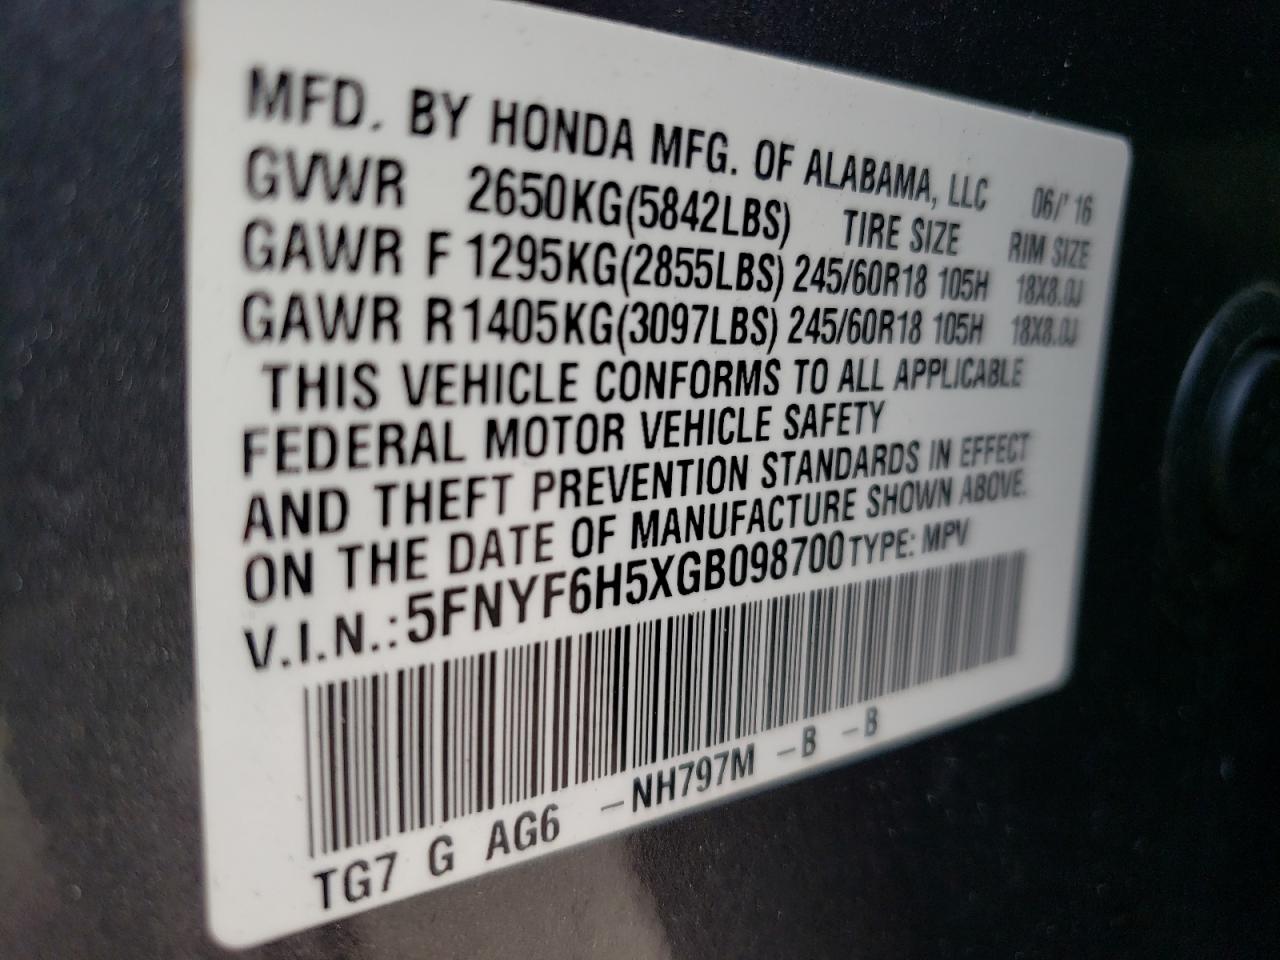 MFD. BY HONDA MFG. OF ALABAMA, LLC 06/'16
GVWR 2650KG(5842LBS) TIRE SIZE RIM SIZE
GAWR F 1295KG(2855LBS) 245/60R18 105H 18X8.0J
GAWR R 1405KG(3097LBS) 245/60R18 105H 18X8.0J
THIS VEHICLE CONFORMS TO ALL APPLICABLE
FEDERAL MOTOR VEHICLE SAFETY
AND THEFT PREVENTION STANDARDS IN EFFECT
ON THE DATE OF MANUFACTURE SHOWN ABOVE.
V.I.N.: 5FNYF6H5XGB098700 TYPE: MPV
TG7 G AG6 -NH797M -B -B